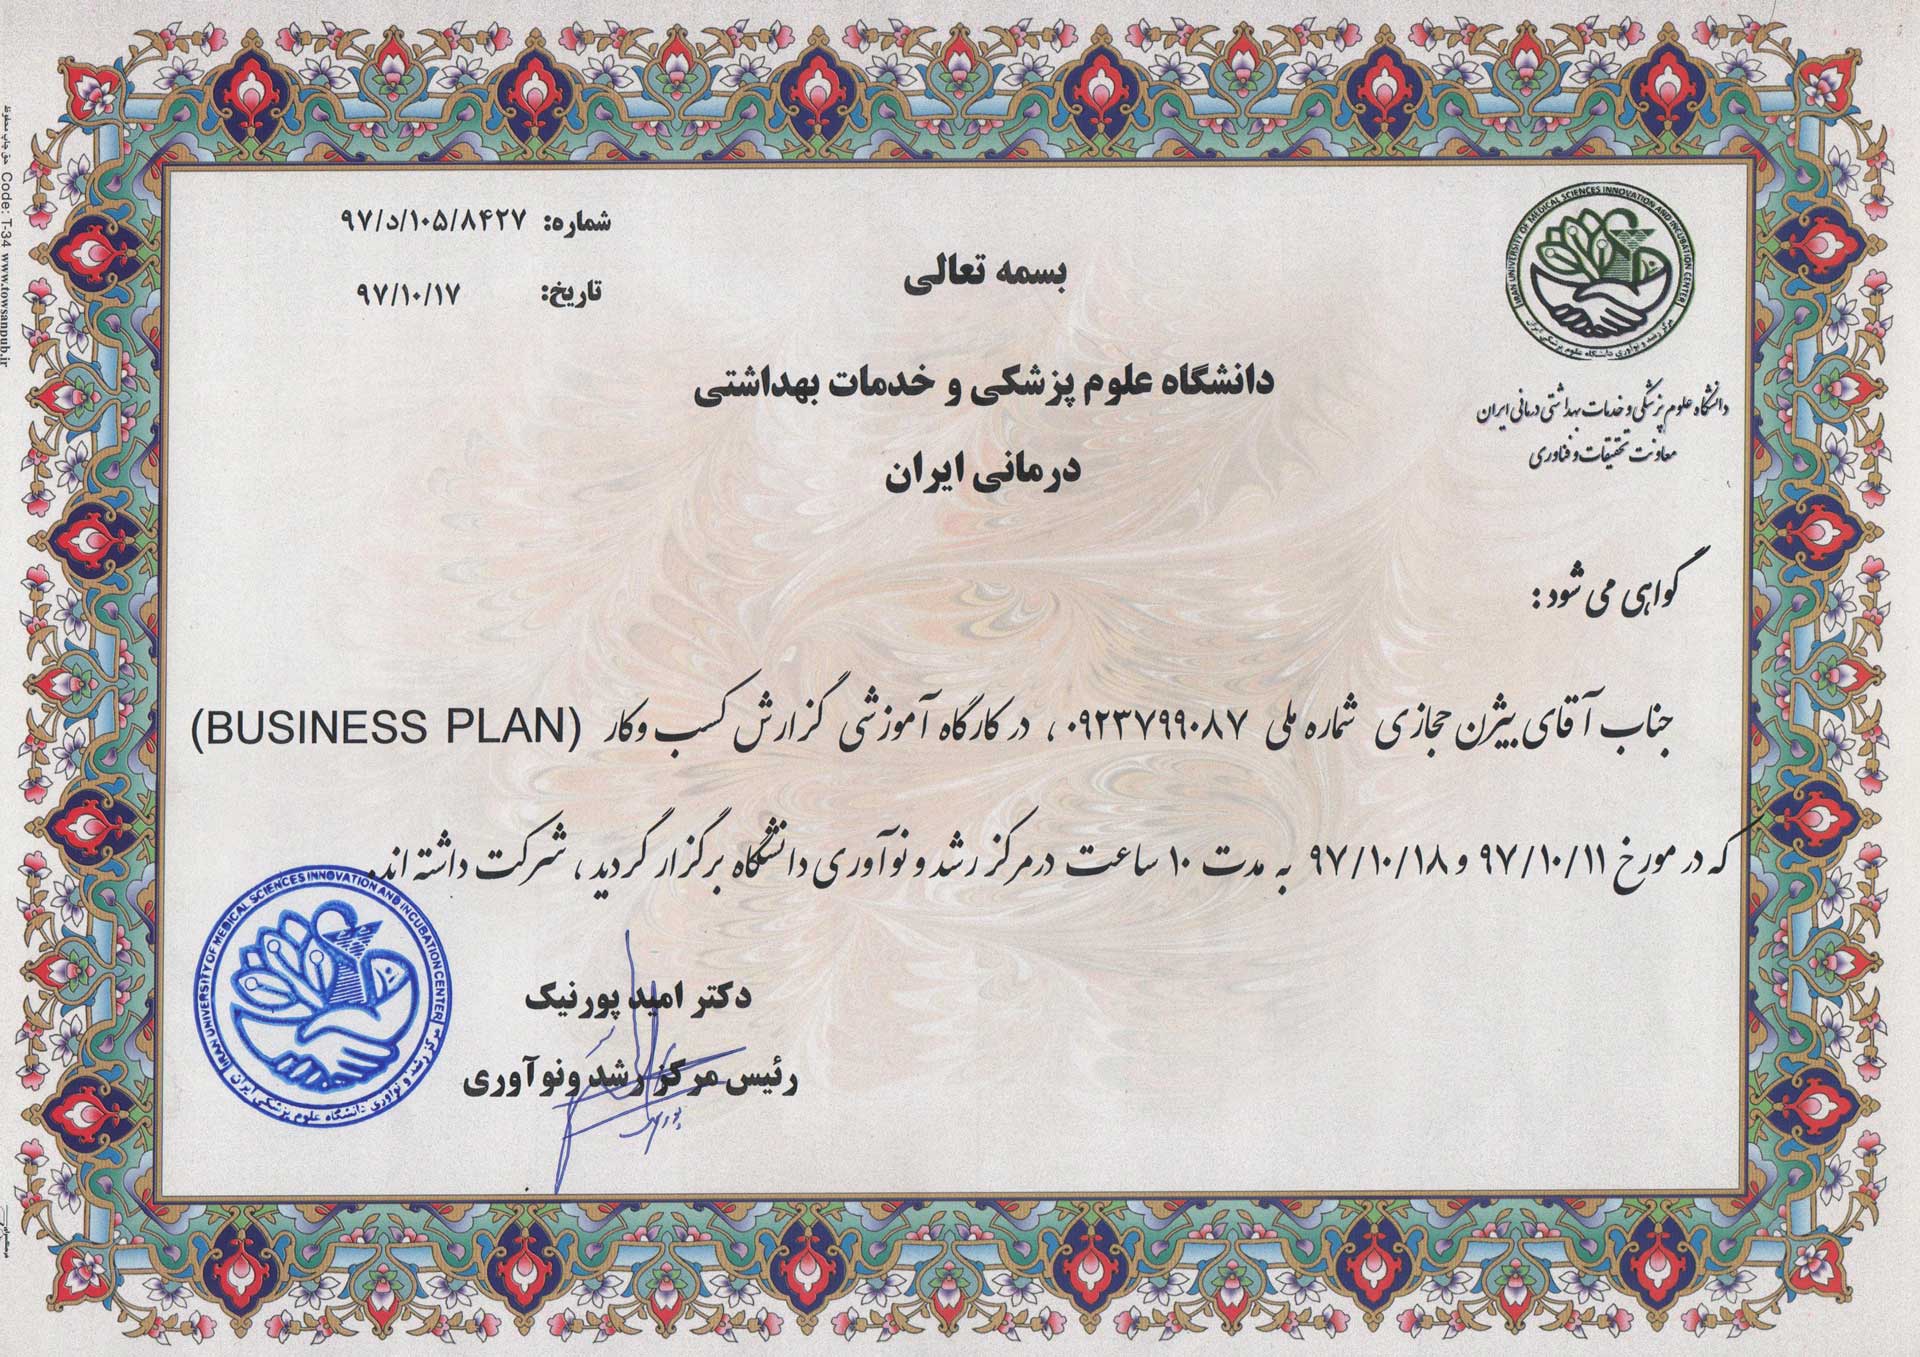 شماره: ۹۷/د/۱۰۵/۸۴۲۷
تاریخ: ۹۷/۱۰/۱۷
IRAN UNIVERSITY OF MEDICAL SCIENCES INNOVATION AND INCUBATION CENTER
مرکز رشد و نوآوری دانشگاه علوم پزشکی ایران
دانشگاه علوم پزشکی و خدمات بهداشتی درمانی ایران
معاونت تحقیقات و فناوری
بسمه تعالی
دانشگاه علوم پزشکی و خدمات بهداشتی
درمانی ایران
گواهی می شود :
جناب آقای بیژن حجازی شماره ملی ۰۹۲۳۷۹۹۰۸۷ ، در کارگاه آموزشی گزارش کسب و کار (BUSINESS PLAN)
که در مورخ ۹۷/۱۰/۱۱ و ۹۷/۱۰/۱۸ به مدت ۱۰ ساعت در مرکز رشد و نوآوری دانشگاه برگزار گردید ، شرکت داشته اند.
دکتر امید پورنیک
رئیس مرکز رشد و نوآوری
IRAN UNIVERSITY OF MEDICAL SCIENCES INNOVATION AND INCUBATION CENTER
مرکز رشد و نوآوری دانشگاه علوم پزشکی ایران
حق چاپ محفوظ Code: T-34 www.towsanpub.ir